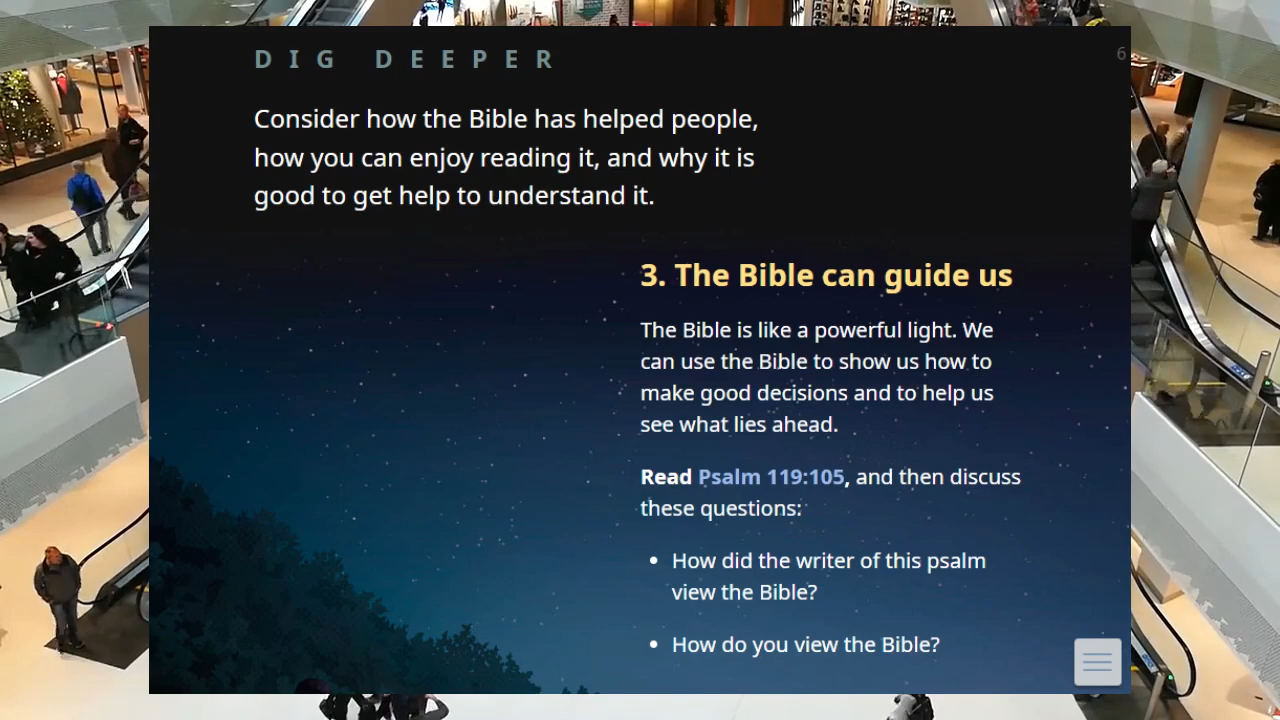 DIG DEEPER
6
Consider how the Bible has helped people,
how you can enjoy reading it, and why it is
good to get help to understand it.
3. The Bible can guide us
The Bible is like a powerful light. We
can use the Bible to show us how to
make good decisions and to help us
see what lies ahead.
Read Psalm 119:105, and then discuss
these questions:
• How did the writer of this psalm
view the Bible?
• How do you view the Bible?